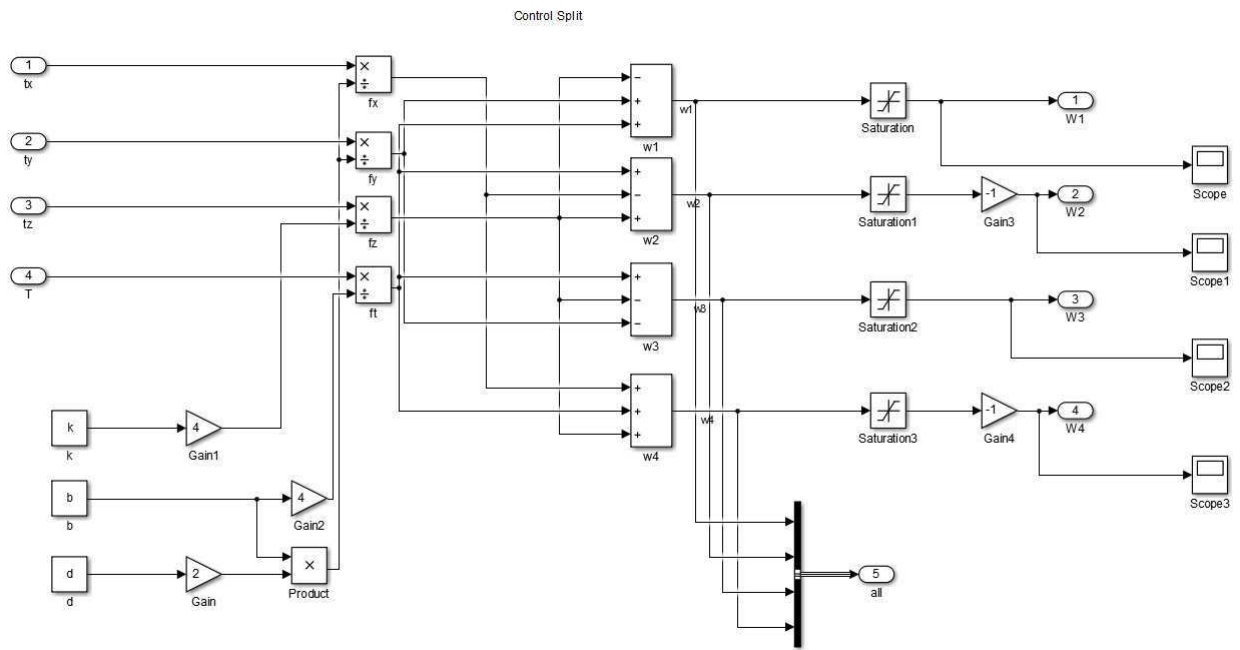 Control Split
1
tx
×
÷
fx
2
ty
×
÷
fy
3
tz
×
÷
fz
4
T
×
÷
ft
k
k
4
Gain1
b
b
4
Gain2
d
d
2
Gain
×
Product
−
+
+
w1
w1
+
−
+
w2
w2
+
−
−
w3
+
+
+
w4
w4
Saturation
1
W1
Scope
Saturation1
-1
Gain3
2
W2
Scope1
Saturation2
3
W3
Scope2
Saturation3
-1
Gain4
4
W4
Scope3
5
all